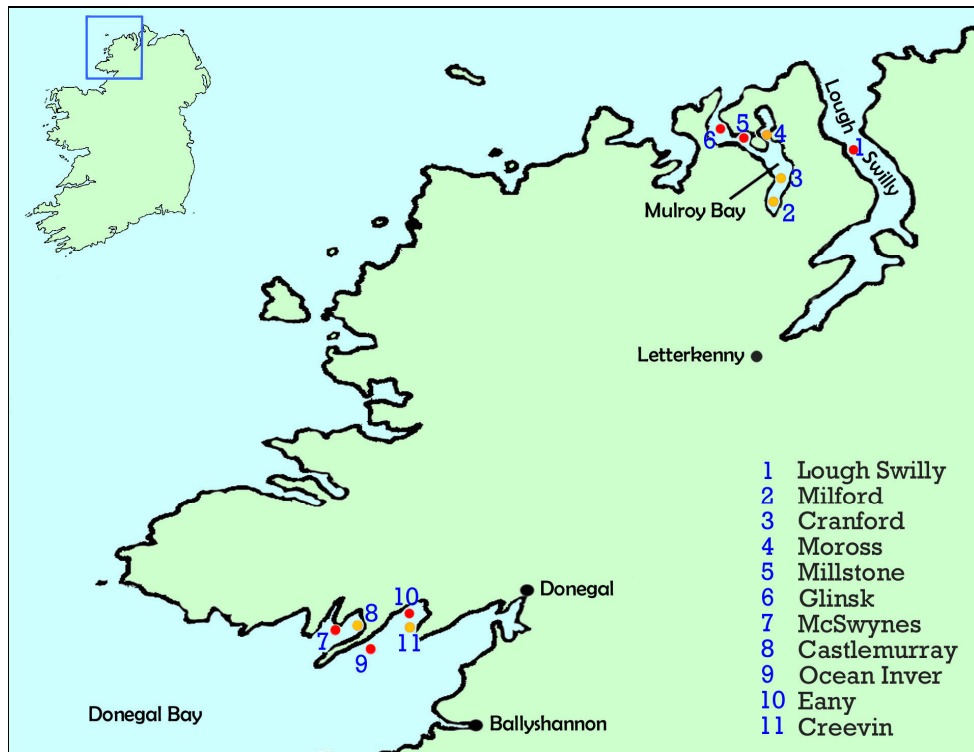 Lough
Swilly
1
5
6
4
3
Mulroy Bay
2
Letterkenny
1 Lough Swilly
2 Milford
3 Cranford
4 Moross
5 Millstone
6 Glinsk
7 McSwynes
8 Castlemurray
9 Ocean Inver
10 Eany
11 Creevin
Donegal
10
8
7
11
9
Donegal Bay
Ballyshannon